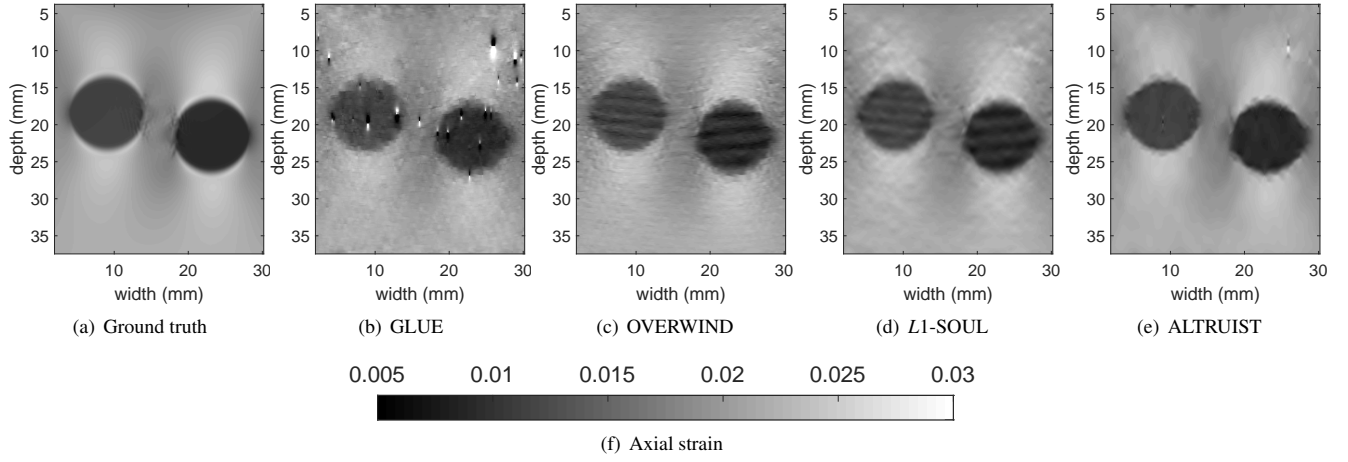 5
10
15
20
25
30
35
depth (mm)
10 20 30
width (mm)
(a) Ground truth
5
10
15
20
25
30
35
depth (mm)
10 20 30
width (mm)
(b) GLUE
5
10
15
20
25
30
35
depth (mm)
10 20 30
width (mm)
(c) OVERWIND
5
10
15
20
25
30
35
depth (mm)
10 20 30
width (mm)
(d) L1-SOUL
5
10
15
20
25
30
35
depth (mm)
10 20 30
width (mm)
(e) ALTRUIST
0.005 0.01 0.015 0.02 0.025 0.03
(f) Axial strain